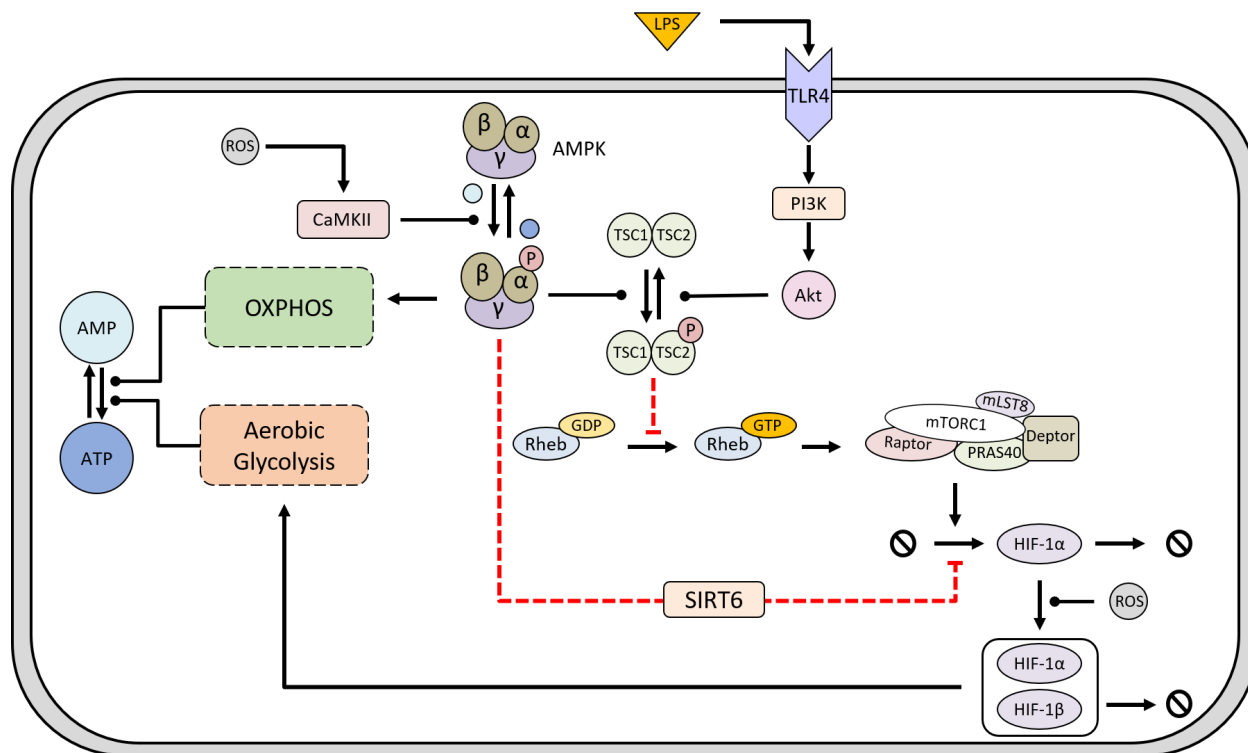 LPS
TLR4
β
α
γ
AMPK
ROS
CaMKII
PI3K
TSC1
TSC2
P
β
α
γ
OXPHOS
Akt
AMP
P
TSC1
TSC2
mLST8
GDP
Rheb
GTP
Rheb
mTORC1
Raptor
PRAS40
Deptor
Aerobic
Glycolysis
ATP
HIF-1α
SIRT6
ROS
HIF-1α
HIF-1β